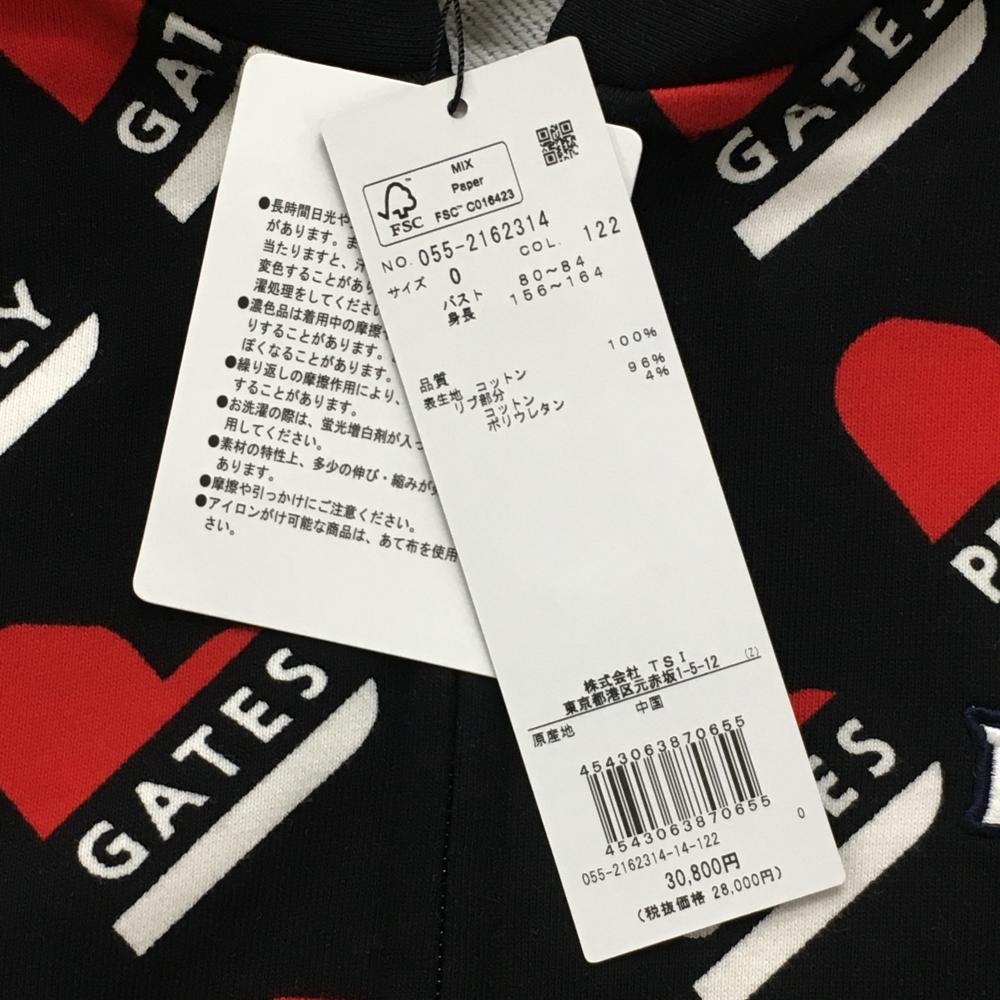 GAT
GATES
LY
●長時間日光や
があります。ま
当たりますと、汗
変色することがあり
濯処理をしてください
●濃色品は着用中の摩擦や
りすることがあります。
ぽくなることがあります。
●繰り返しの摩擦作用により、
することがあります。
●お洗濯の際は、蛍光増白剤が入っ
用してください。
●素材の特性上、多少の伸び・縮みが
あります。
●摩擦や引っかけにご注意ください。
●アイロンがけ可能な商品は、あて布を使用
さい。
FSC™
MIX
Paper
FSC™ C016423
NO. 055-2162314 COL. 122
サイズ 0
バスト 80～84
身長 156～164
品質
表生地 コットン 100%
リブ部分
コットン 96%
ポリウレタン 4%
株式会社 TSI
東京都港区元赤坂1-5-12 (Z)
原産地 中国
4543063870655
4543063870655
055-2162314-14-122 0
30,800円
(税抜価格 28,000円)
GATES
ES